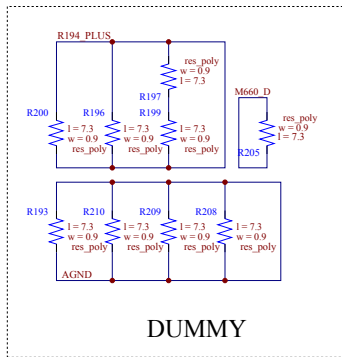 R194_PLUS
res_poly
w = 0.9
l = 7.3
R197
M660_D
R200
R196
R199
res_poly
w = 0.9
l = 7.3
R205
l = 7.3
w = 0.9
res_poly
l = 7.3
w = 0.9
res_poly
l = 7.3
w = 0.9
res_poly
R193
R210
R209
R208
l = 7.3
w = 0.9
res_poly
l = 7.3
w = 0.9
res_poly
l = 7.3
w = 0.9
res_poly
l = 7.3
w = 0.9
res_poly
AGND
DUMMY